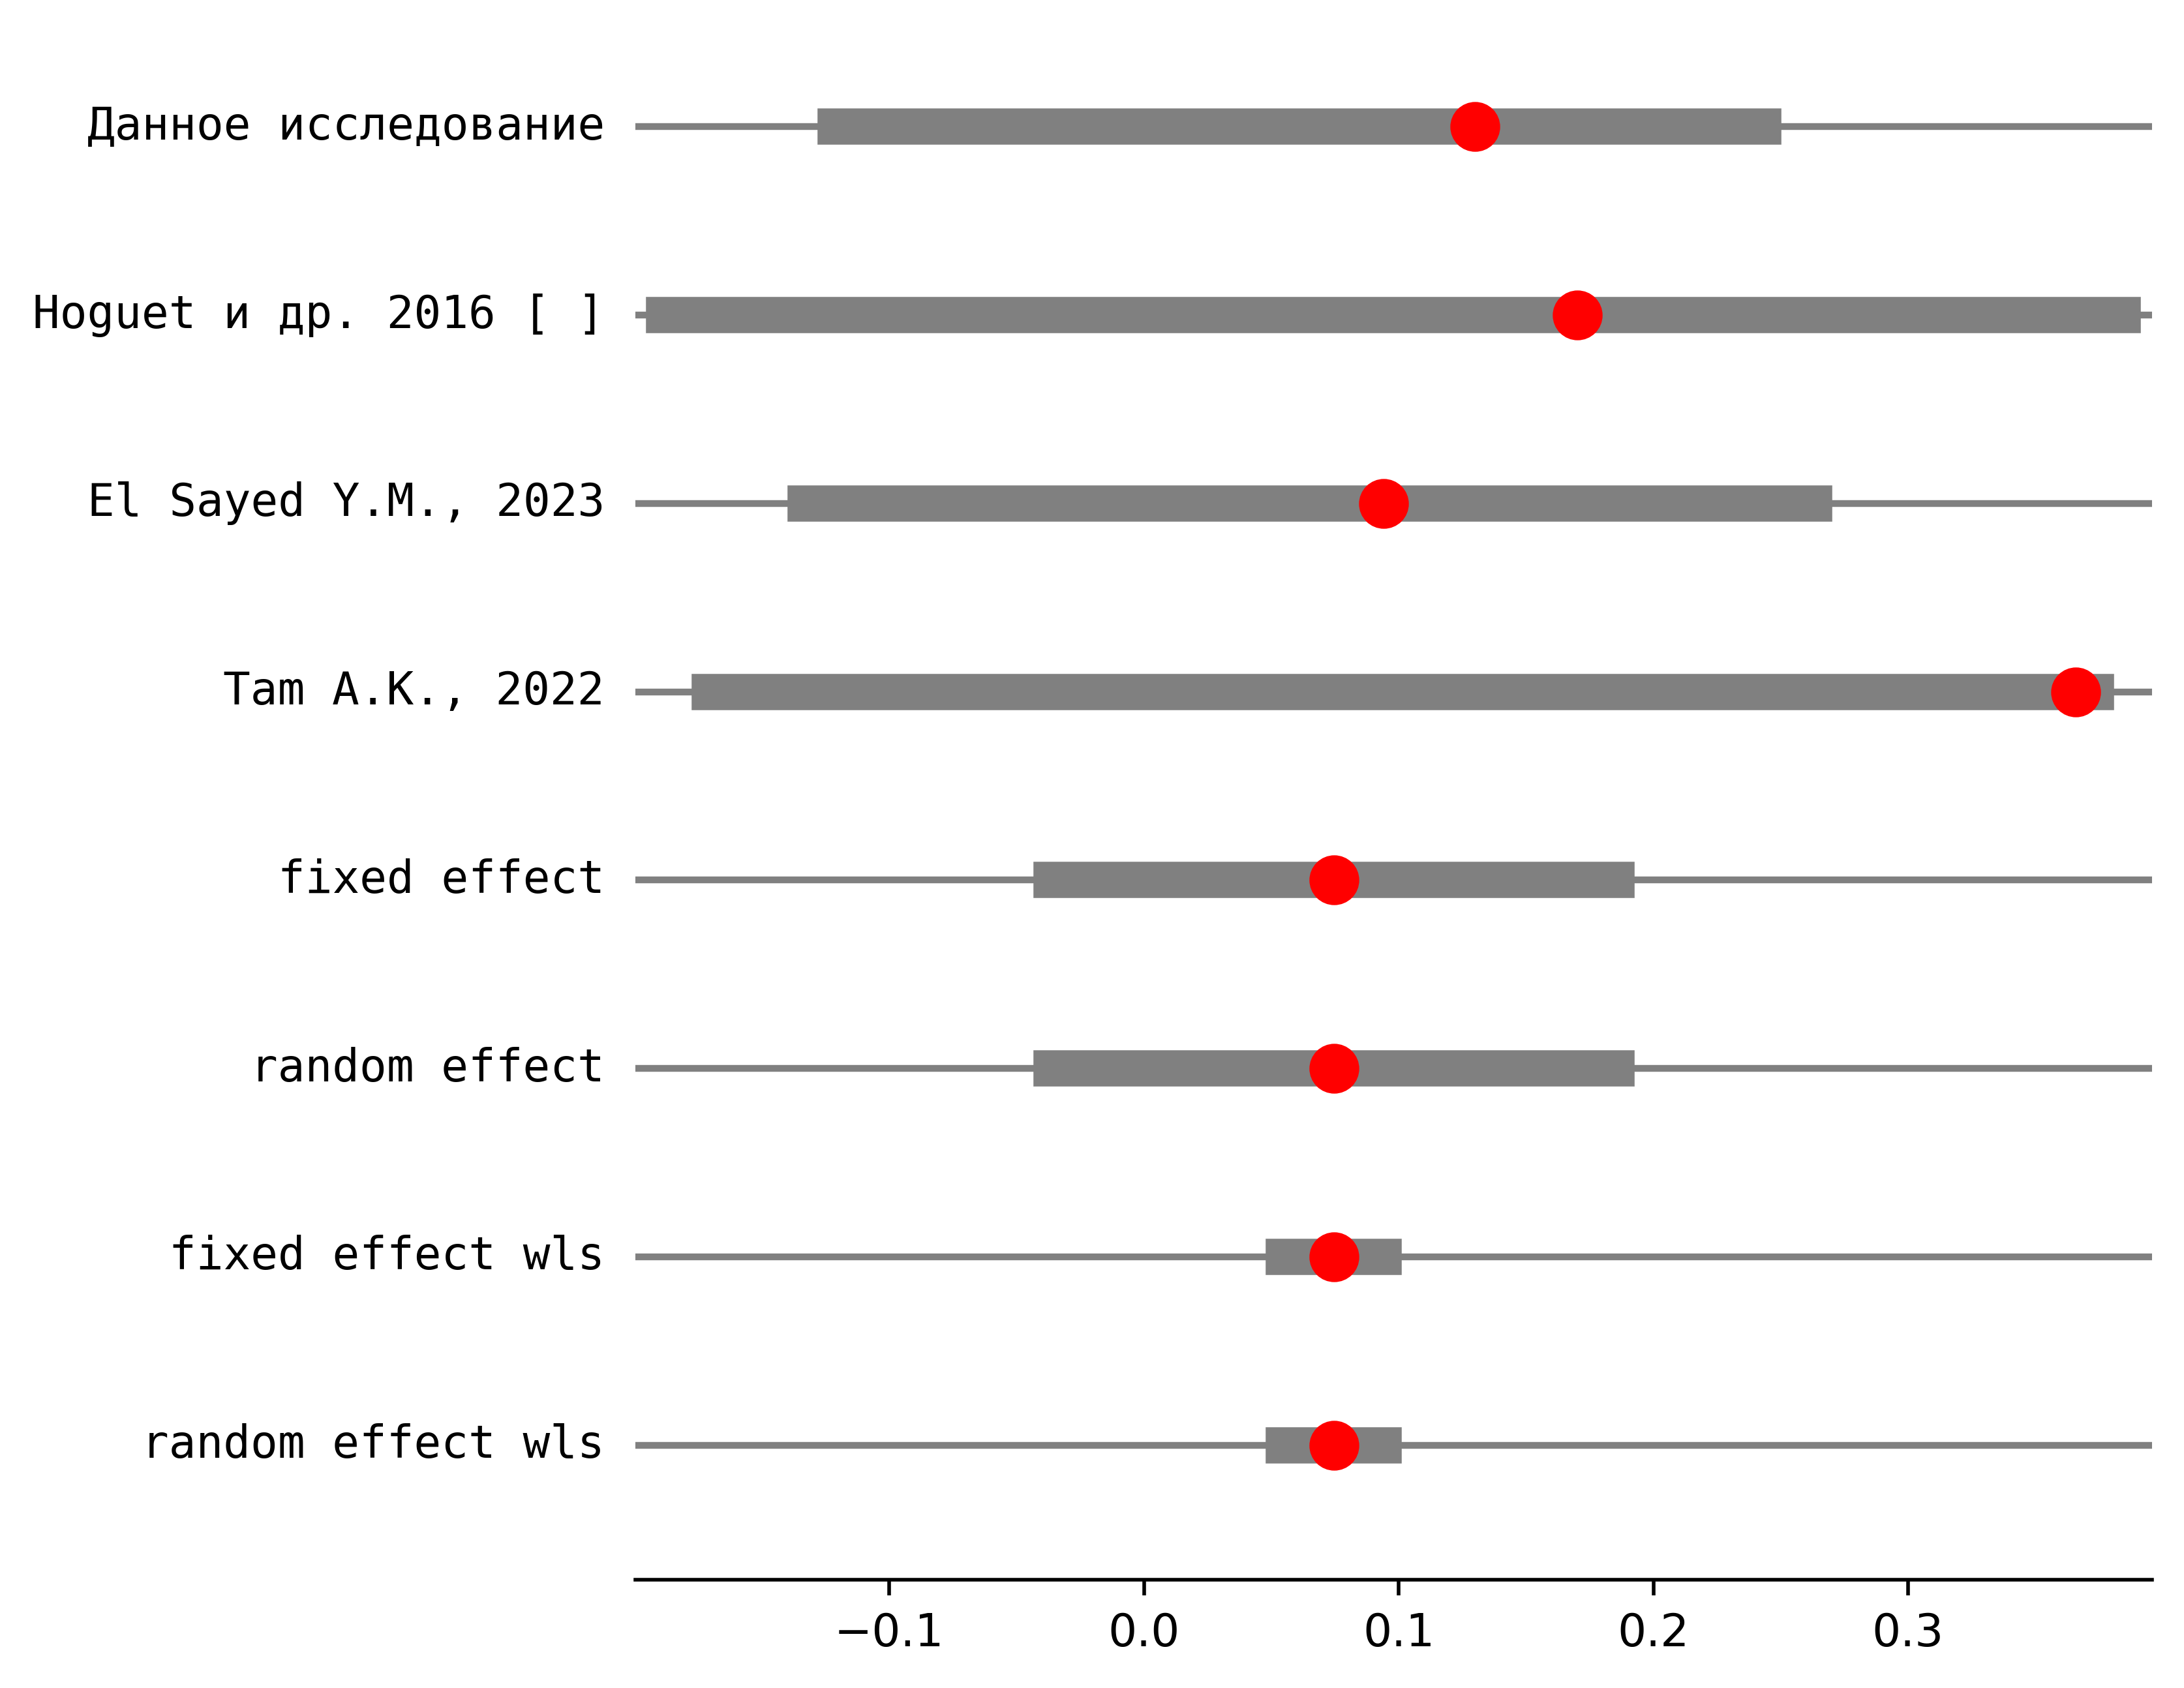 Данное исследование
Hoguet и др. 2016 [ ]
El Sayed Y.M., 2023
Tam A.K., 2022
fixed effect
random effect
fixed effect wls
random effect wls
−0.1 0.0 0.1 0.2 0.3